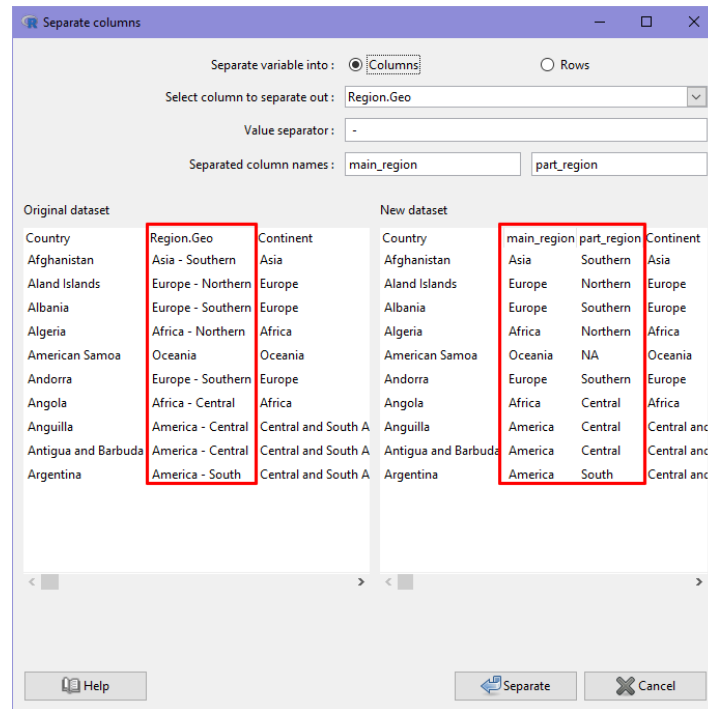 Separate columns
Separate variable into : Columns Rows
Select column to separate out : Region.Geo
Value separator : -
Separated column names : main_region part_region
Original dataset New dataset
Country Region.Geo Continent Country main_region part_region Continent
Afghanistan Asia - Southern Asia Afghanistan Asia Southern Asia
Aland Islands Europe - Northern Europe Aland Islands Europe Northern Europe
Albania Europe - Southern Europe Albania Europe Southern Europe
Algeria Africa - Northern Africa Algeria Africa Northern Africa
American Samoa Oceania Oceania American Samoa Oceania NA Oceania
Andorra Europe - Southern Europe Andorra Europe Southern Europe
Angola Africa - Central Africa Angola Africa Central Africa
Anguilla America - Central Central and South A Anguilla America Central Central and
Antigua and Barbuda America - Central Central and South A Antigua and Barbuda America Central Central and
Argentina America - South Central and South A Argentina America South Central and
Help Separate Cancel